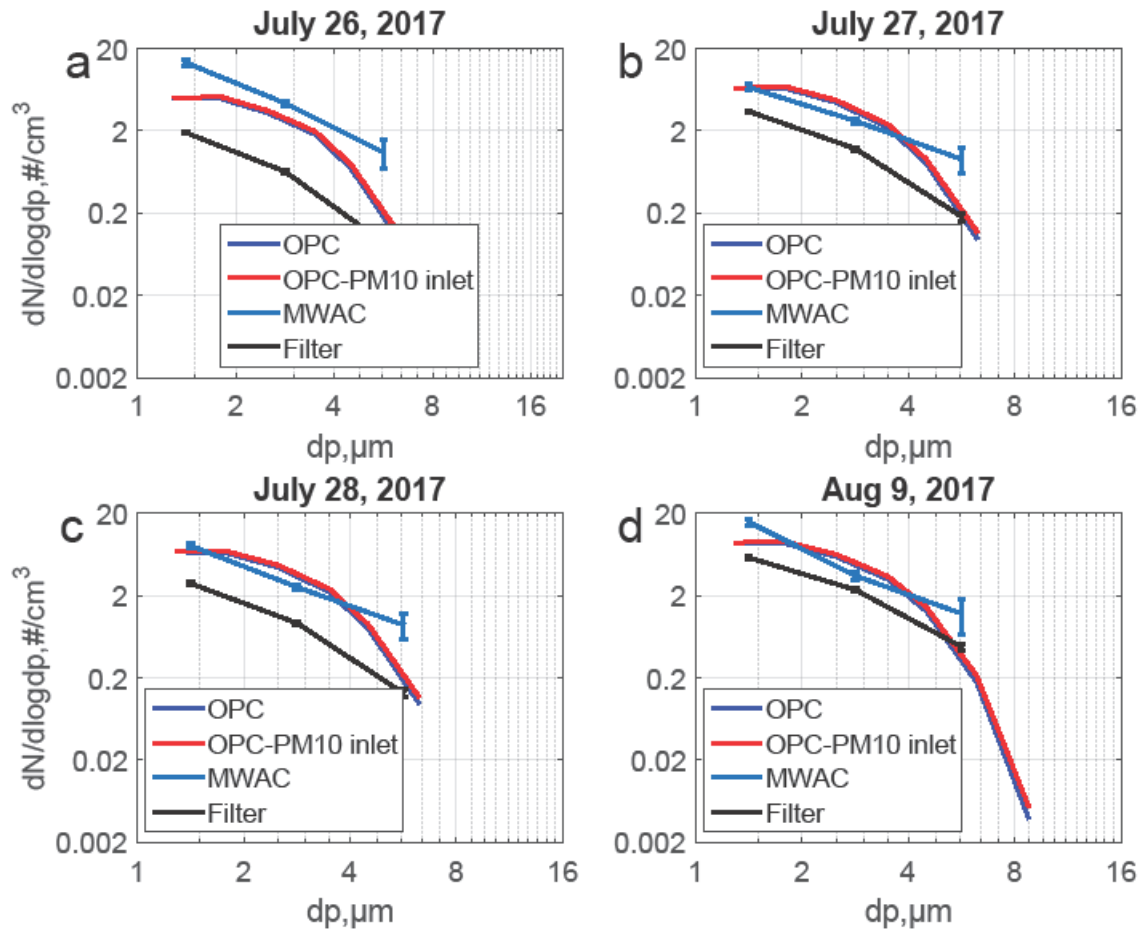 July 26, 2017
a
20
2
0.2
0.02
0.002
dN/dlogdp,#/cm³
OPC
OPC-PM10 inlet
MWAC
Filter
1 2 4 8 16
dp,µm
July 27, 2017
b
20
2
0.2
0.02
0.002
OPC
OPC-PM10 inlet
MWAC
Filter
1 2 4 8 16
dp,µm
July 28, 2017
c
20
2
0.2
0.02
0.002
dN/dlogdp,#/cm³
OPC
OPC-PM10 inlet
MWAC
Filter
1 2 4 8 16
dp,µm
Aug 9, 2017
d
20
2
0.2
0.02
0.002
OPC
OPC-PM10 inlet
MWAC
Filter
1 2 4 8 16
dp,µm